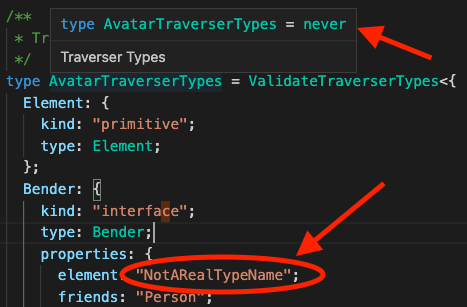 /**
type AvatarTraverserTypes = never
* Tr
Traverser Types
*/
type AvatarTraverserTypes = ValidateTraverserTypes<{
Element: {
kind: "primitive";
type: Element;
};
Bender: {
kind: "interface";
type: Bender;
properties: {
element: "NotARealTypeName";
friends: "Person";